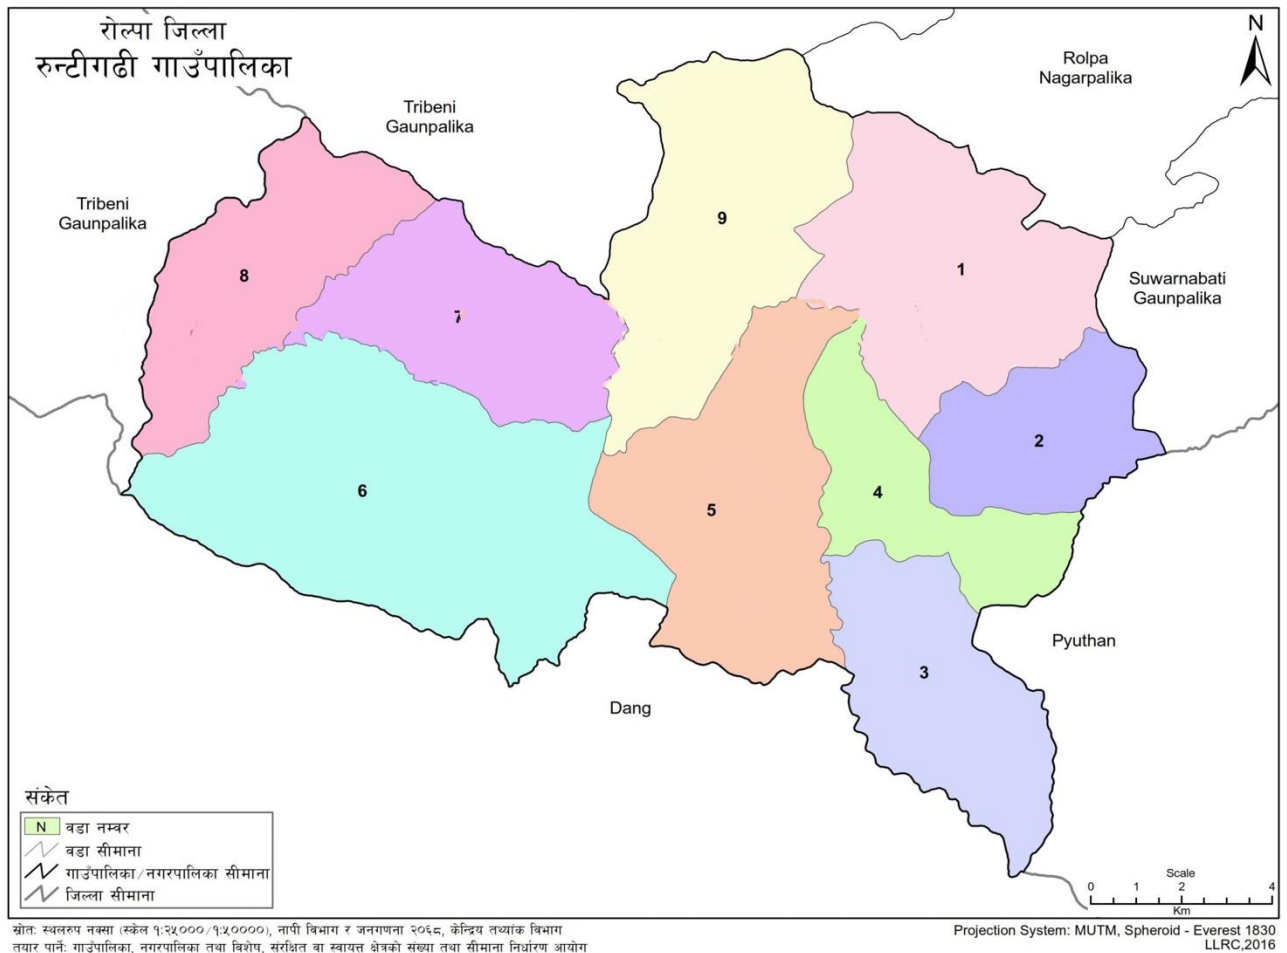 रोल्पा जिल्ला
रुन्टीगढी गाउँपालिका
N
Rolpa
Nagarpalika
Tribeni
Gaunpalika
Tribeni
Gaunpalika
9
8
1
Suwarnabati
Gaunpalika
7
2
6
4
5
Pyuthan
3
Dang
संकेत
N वडा नम्बर
वडा सीमाना
गाउँपालिका/नगरपालिका सीमाना
जिल्ला सीमाना
Scale
0 1 2 4
Km
स्रोतः स्थलरुप नक्सा (स्केल १:२५०००/१:५००००), नापी विभाग र जनगणना २०६८, केन्द्रिय तथ्यांक विभाग
तयार पार्नेः गाउँपालिका, नगरपालिका तथा विशेष, संरक्षित वा स्वायत्त क्षेत्रको संख्या तथा सीमाना निर्धारण आयोग
Projection System: MUTM, Spheroid - Everest 1830
LLRC,2016